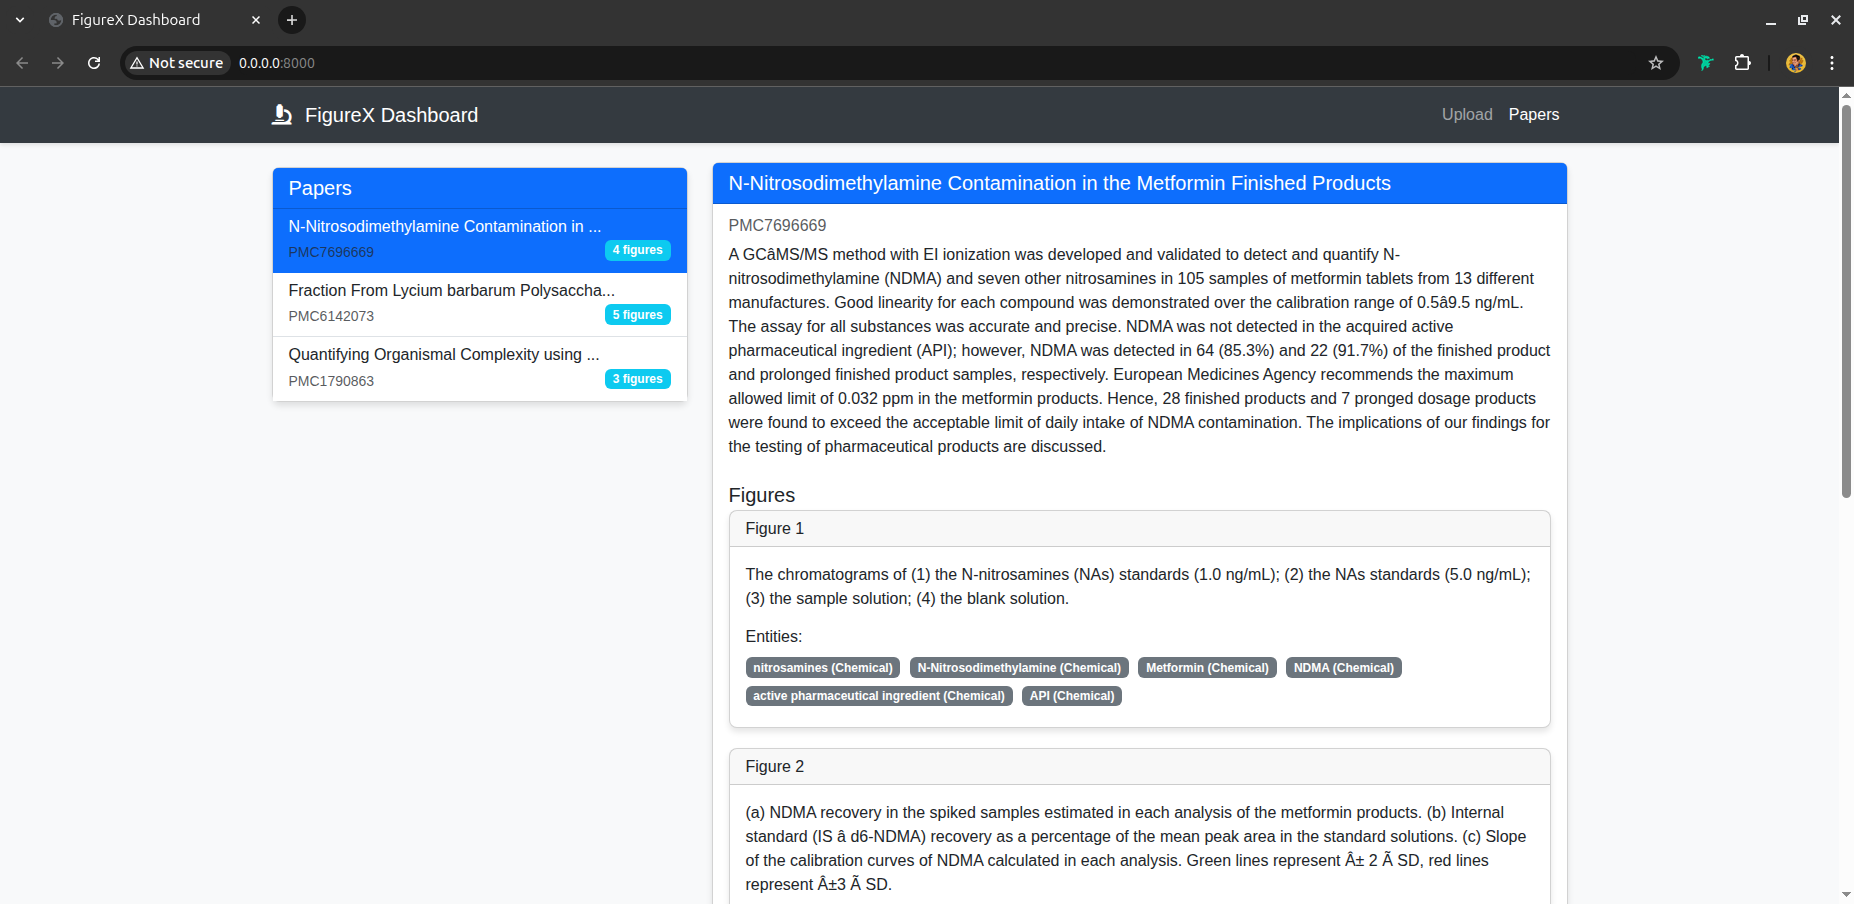 FigureX Dashboard
Not secure
0.0.0.0:8000
FigureX Dashboard
Upload
Papers
Papers
N-Nitrosodimethylamine Contamination in ...
PMC7696669
4 figures
Fraction From Lycium barbarum Polysaccha...
PMC6142073
5 figures
Quantifying Organismal Complexity using ...
PMC1790863
3 figures
N-Nitrosodimethylamine Contamination in the Metformin Finished Products
PMC7696669
A GCâMS/MS method with EI ionization was developed and validated to detect and quantify N-
nitrosodimethylamine (NDMA) and seven other nitrosamines in 105 samples of metformin tablets from 13 different
manufactures. Good linearity for each compound was demonstrated over the calibration range of 0.5â9.5 ng/mL.
The assay for all substances was accurate and precise. NDMA was not detected in the acquired active
pharmaceutical ingredient (API); however, NDMA was detected in 64 (85.3%) and 22 (91.7%) of the finished product
and prolonged finished product samples, respectively. European Medicines Agency recommends the maximum
allowed limit of 0.032 ppm in the metformin products. Hence, 28 finished products and 7 pronged dosage products
were found to exceed the acceptable limit of daily intake of NDMA contamination. The implications of our findings for
the testing of pharmaceutical products are discussed.
Figures
Figure 1
The chromatograms of (1) the N-nitrosamines (NAs) standards (1.0 ng/mL); (2) the NAs standards (5.0 ng/mL);
(3) the sample solution; (4) the blank solution.
Entities:
nitrosamines (Chemical) N-Nitrosodimethylamine (Chemical) Metformin (Chemical) NDMA (Chemical)
active pharmaceutical ingredient (Chemical) API (Chemical)
Figure 2
(a) NDMA recovery in the spiked samples estimated in each analysis of the metformin products. (b) Internal
standard (IS â d6-NDMA) recovery as a percentage of the mean peak area in the standard solutions. (c) Slope
of the calibration curves of NDMA calculated in each analysis. Green lines represent Â± 2 Ã SD, red lines
represent Â±3 Ã SD.